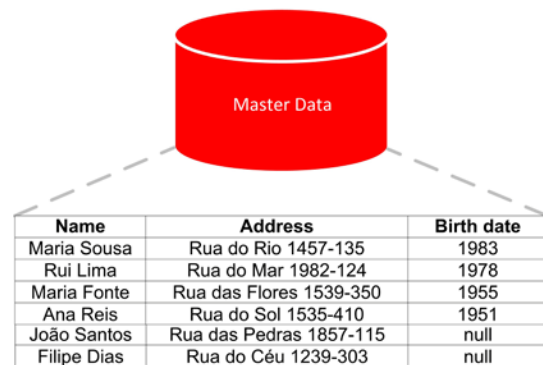 Master Data
Name Address Birth date
Maria Sousa Rua do Rio 1457-135 1983
Rui Lima Rua do Mar 1982-124 1978
Maria Fonte Rua das Flores 1539-350 1955
Ana Reis Rua do Sol 1535-410 1951
João Santos Rua das Pedras 1857-115 null
Filipe Dias Rua do Céu 1239-303 null